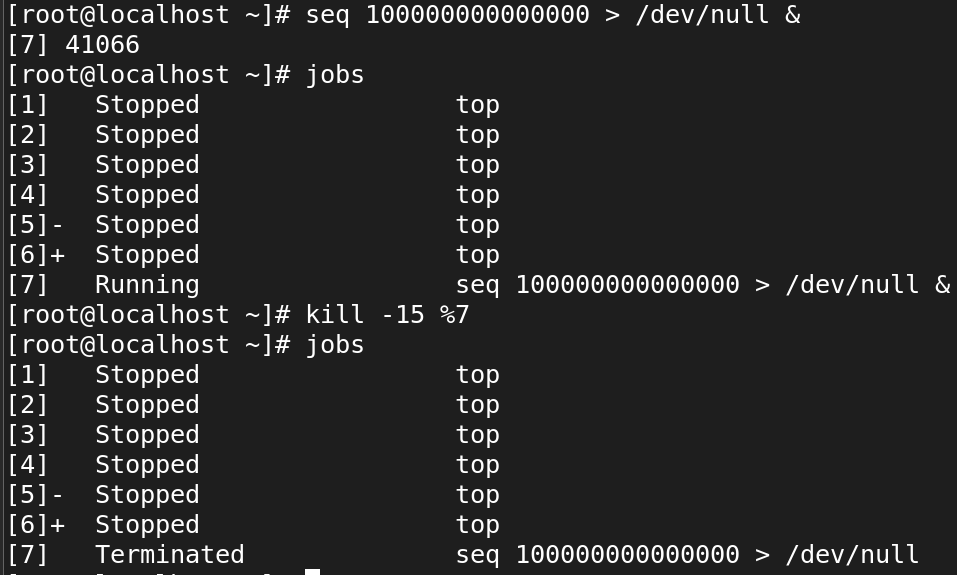 [root@localhost ~]# seq 100000000000000 > /dev/null &
[7] 41066
[root@localhost ~]# jobs
[1]   Stopped                 top
[2]   Stopped                 top
[3]   Stopped                 top
[4]   Stopped                 top
[5]-  Stopped                 top
[6]+  Stopped                 top
[7]   Running                 seq 100000000000000 > /dev/null &
[root@localhost ~]# kill -15 %7
[root@localhost ~]# jobs
[1]   Stopped                 top
[2]   Stopped                 top
[3]   Stopped                 top
[4]   Stopped                 top
[5]-  Stopped                 top
[6]+  Stopped                 top
[7]   Terminated              seq 100000000000000 > /dev/null